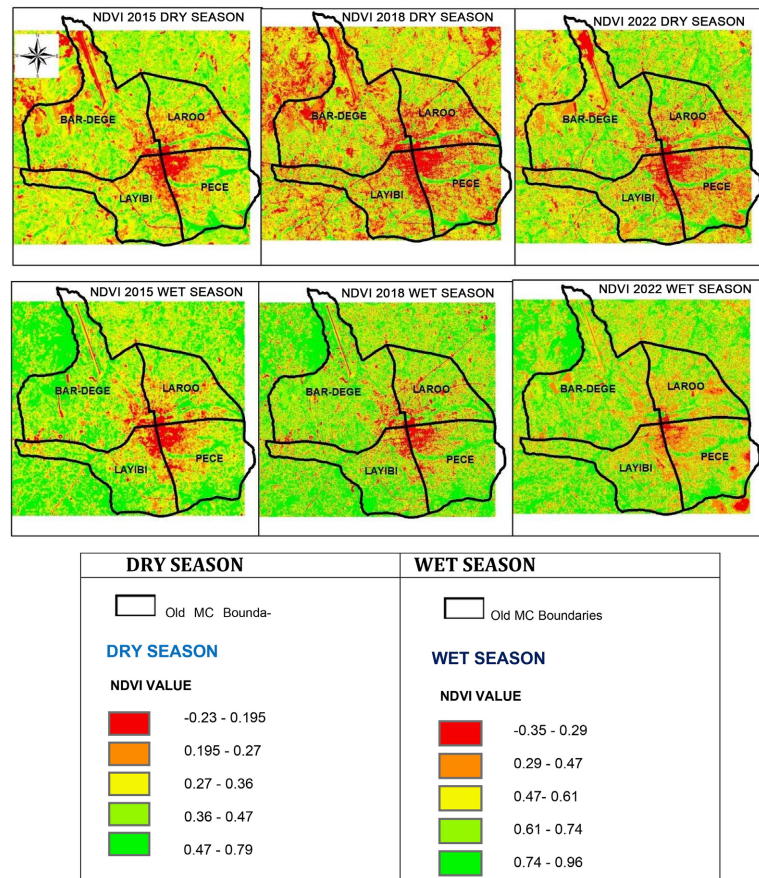 NDVI 2015 DRY SEASON
NDVI 2018 DRY SEASON
NDVI 2022 DRY SEASON
BAR-DEGE
LAROO
LAYIBI
PECE
BAR-DEGE
LAROO
LAYIBI
PECE
BAR-DEGE
LAROO
LAYIBI
PECE
NDVI 2015 WET SEASON
NDVI 2018 WET SEASON
NDVI 2022 WET SEASON
BAR-DEGE
LAROO
LAYIBI
PECE
BAR-DEGE
LAROO
LAYIBI
PECE
BAR-DEGE
LAROO
LAYIBI
PECE
DRY SEASON
Old MC Bounda-
DRY SEASON
NDVI VALUE
-0.23 - 0.195
0.195 - 0.27
0.27 - 0.36
0.36 - 0.47
0.47 - 0.79
WET SEASON
Old MC Boundaries
WET SEASON
NDVI VALUE
-0.35 - 0.29
0.29 - 0.47
0.47- 0.61
0.61 - 0.74
0.74 - 0.96